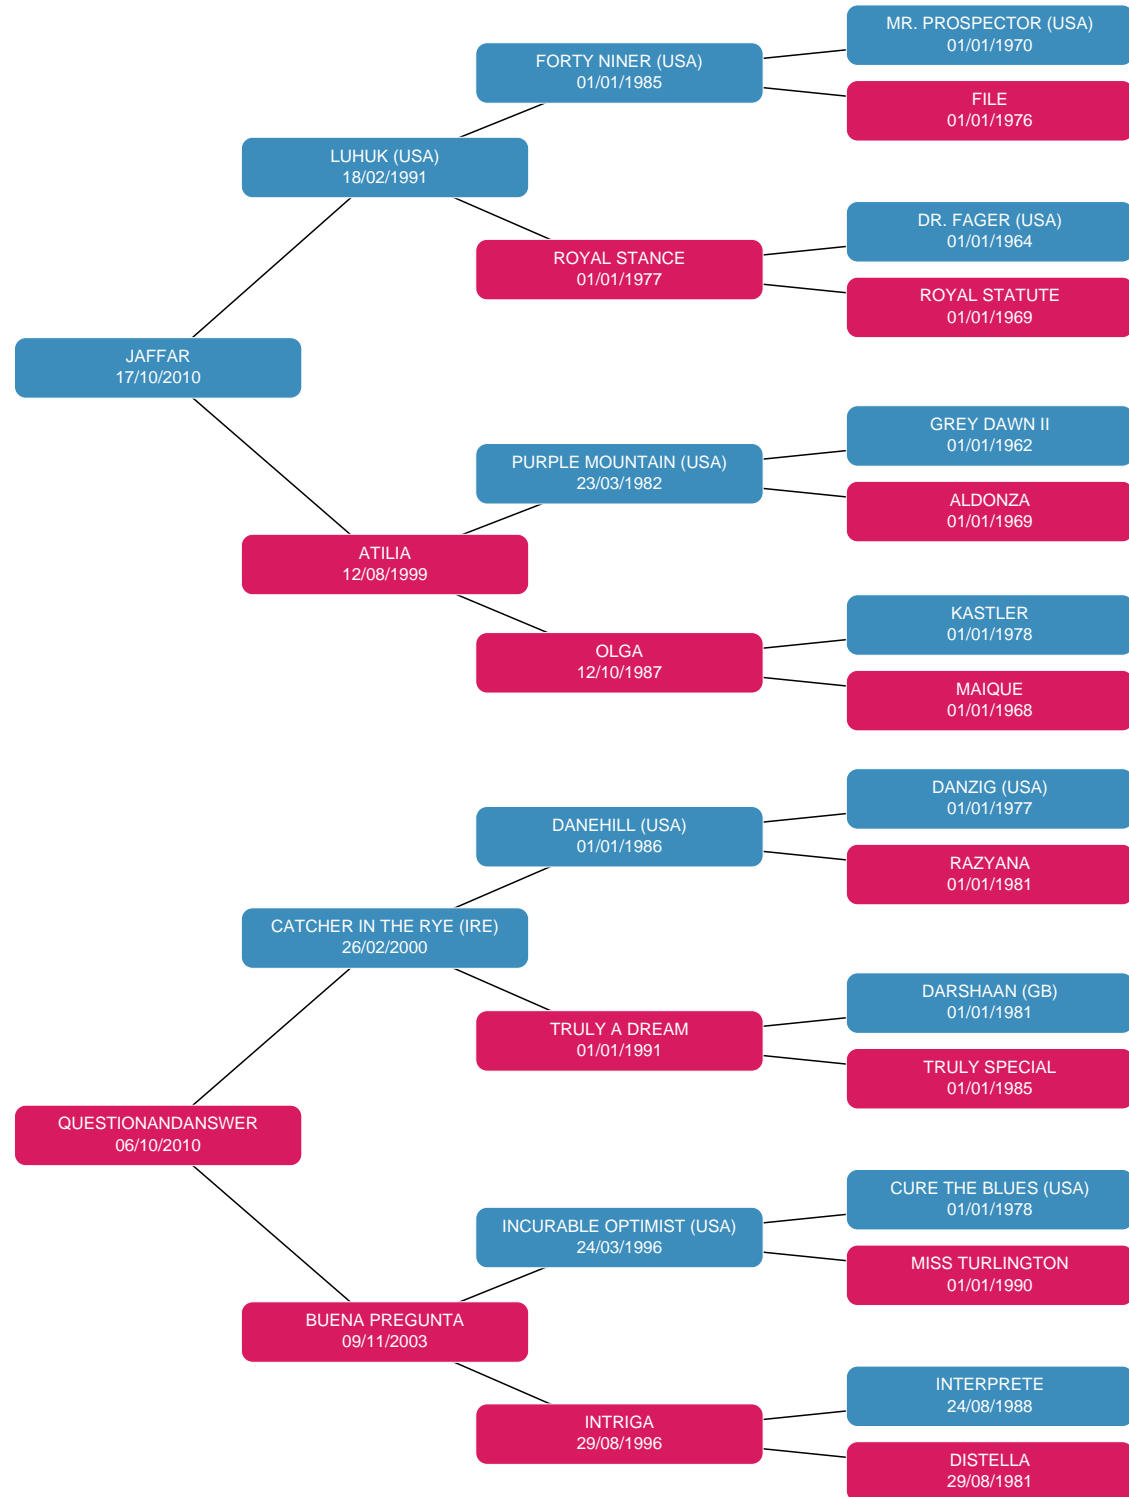 MR. PROSPECTOR (USA)
01/01/1970
FORTY NINER (USA)
01/01/1985
FILE
01/01/1976
LUHUK (USA)
18/02/1991
DR. FAGER (USA)
01/01/1964
ROYAL STANCE
01/01/1977
ROYAL STATUTE
01/01/1969
JAFFAR
17/10/2010
GREY DAWN II
01/01/1962
PURPLE MOUNTAIN (USA)
23/03/1982
ALDONZA
01/01/1969
ATILIA
12/08/1999
KASTLER
01/01/1978
OLGA
12/10/1987
MAIQUE
01/01/1968
DANZIG (USA)
01/01/1977
DANEHILL (USA)
01/01/1986
RAZYANA
01/01/1981
CATCHER IN THE RYE (IRE)
26/02/2000
DARSHAAN (GB)
01/01/1981
TRULY A DREAM
01/01/1991
TRULY SPECIAL
01/01/1985
QUESTIONANDANSWER
06/10/2010
CURE THE BLUES (USA)
01/01/1978
INCURABLE OPTIMIST (USA)
24/03/1996
MISS TURLINGTON
01/01/1990
BUENA PREGUNTA
09/11/2003
INTERPRETE
24/08/1988
INTRIGA
29/08/1996
DISTELLA
29/08/1981